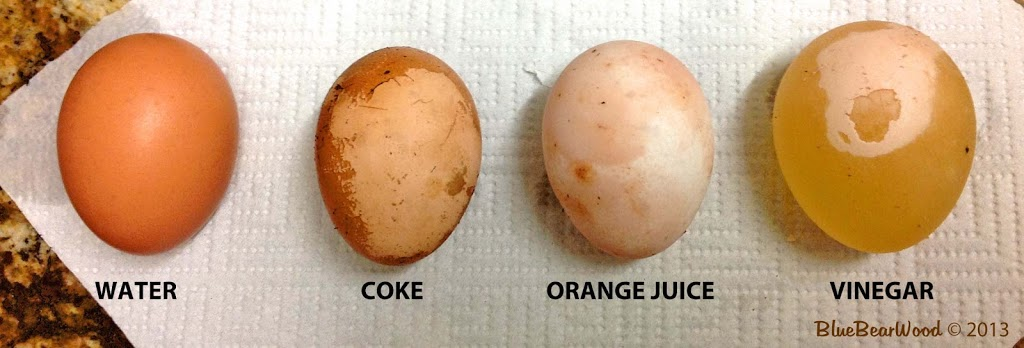 WATER
COKE
ORANGE JUICE
VINEGAR
BlueBearWood © 2013